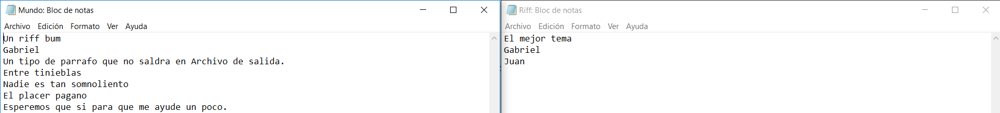 Mundo: Bloc de notas
Archivo Edición Formato Ver Ayuda
Un riff bum
Gabriel
Un tipo de parrafo que no saldra en Archivo de salida.
Entre tinieblas
Nadie es tan somnoliento
El placer pagano
Esperemos que si para que me ayude un poco.
Riff: Bloc de notas
Archivo Edición Formato Ver Ayuda
El mejor tema
Gabriel
Juan